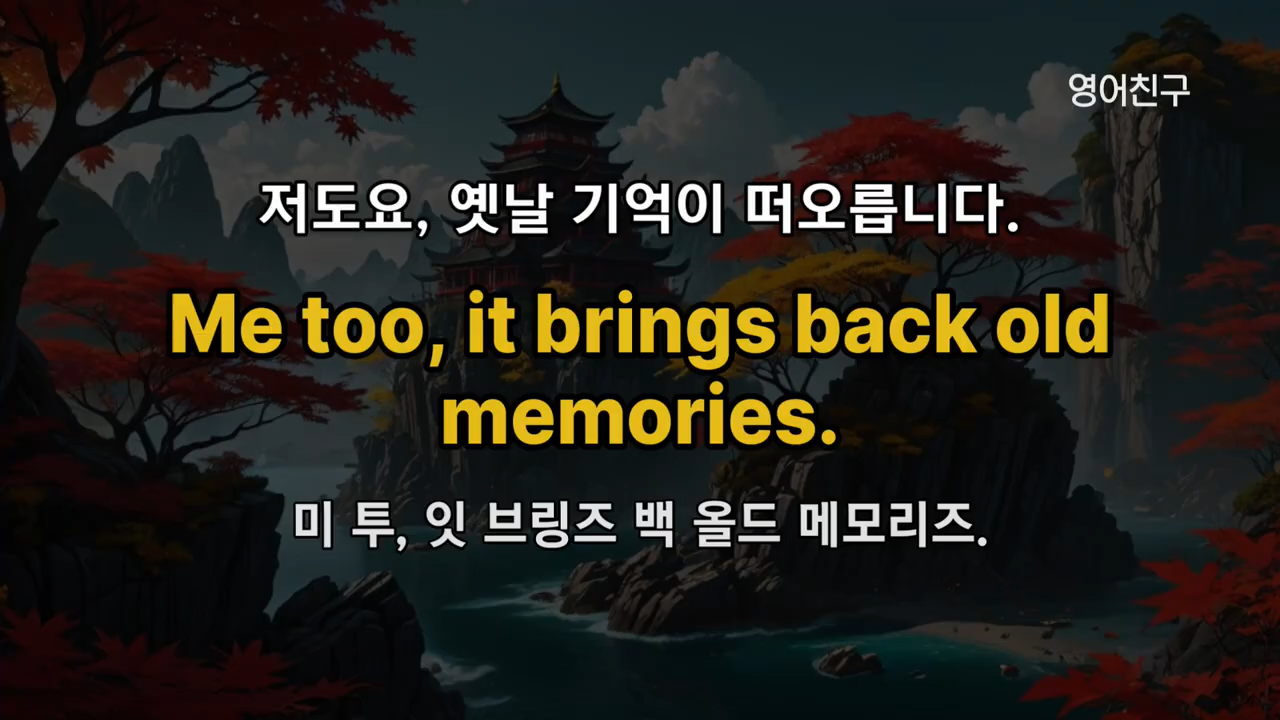 영어친구
저도요, 옛날 기억이 떠오릅니다.
Me too, it brings back old
memories.
미 투, 잇 브링즈 백 올드 메모리즈.